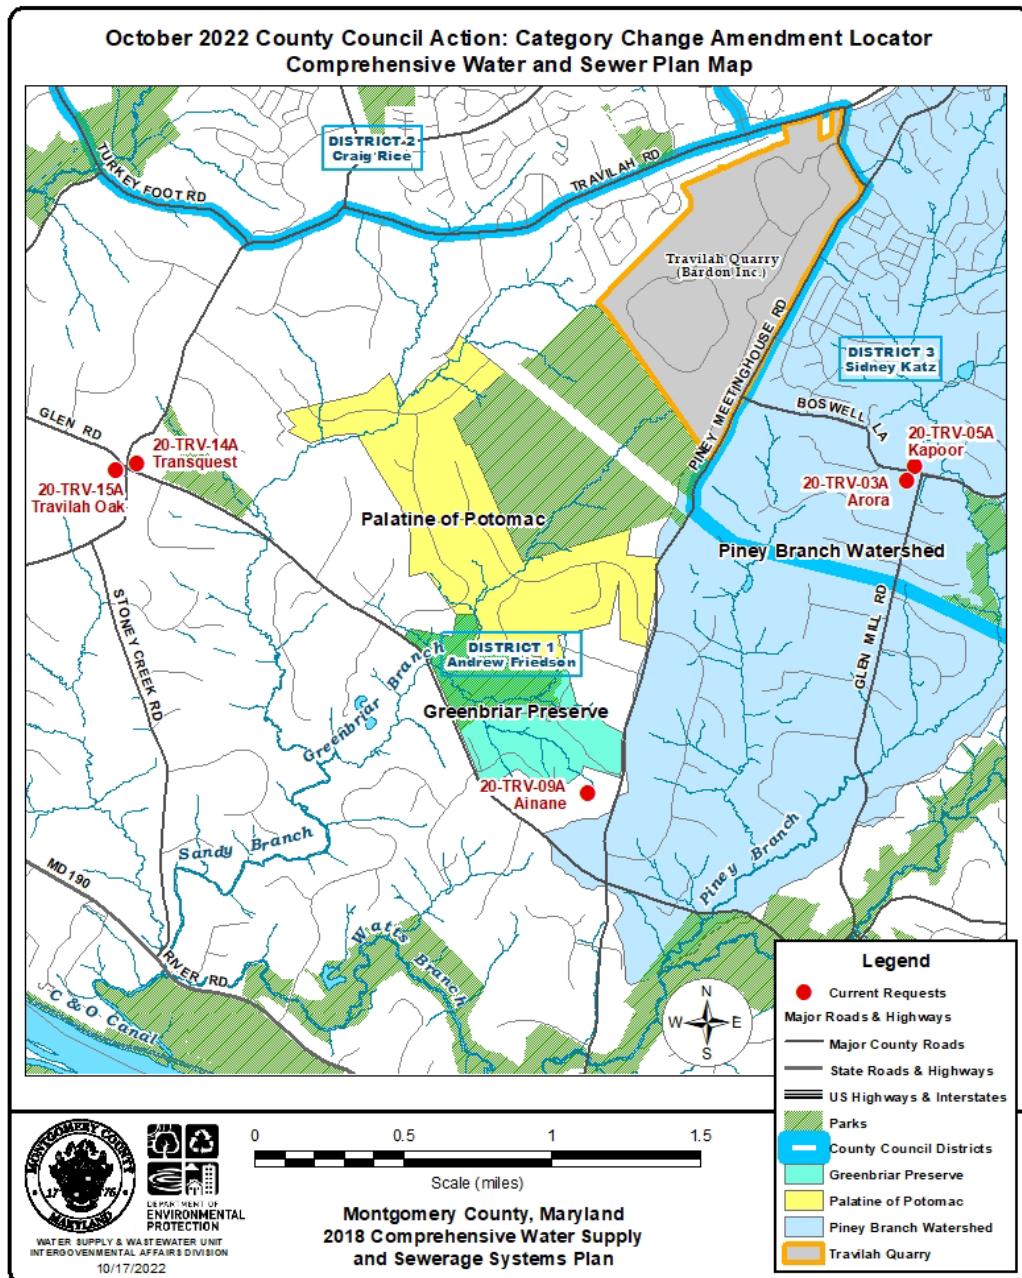 October 2022 County Council Action: Category Change Amendment Locator
Comprehensive Water and Sewer Plan Map
DISTRICT 2
Craig Rice
TURKEY FOOT RD
TRAVILAH RD
Travilah Quarry
(Bardon Inc.)
PINEY MEETINGHOUSE RD
DISTRICT 3
Sidney Katz
BOSWELL LA
GLEN RD
20-TRV-14A
Transquest
20-TRV-15A
Travilah Oak
20-TRV-05A
Kapoor
20-TRV-03A
Arora
Palatine of Potomac
Piney Branch Watershed
STONEY CREEK RD
GLEN MILL RD
DISTRICT 1
Andrew Friedson
Greenbriar Branch
Greenbriar Preserve
20-TRV-09A
Ainane
Sandy Branch
Piney Branch
MD 190
RIVER RD
Watts Branch
C & O Canal
N
W E
S
Legend
Current Requests
Major Roads & Highways
Major County Roads
State Roads & Highways
US Highways & Interstates
Parks
County Council Districts
Greenbriar Preserve
Palatine of Potomac
Piney Branch Watershed
Travilah Quarry
MONTGOMERY COUNTY
17 76
MARYLAND
DEPARTMENT OF
ENVIRONMENTAL
PROTECTION
WATER SUPPLY & WASTEWATER UNIT
INTERGOVENMENTAL AFFAIRS DIVISION
10/17/2022
0 0.5 1 1.5
Scale (miles)
Montgomery County, Maryland
2018 Comprehensive Water Supply
and Sewerage Systems Plan